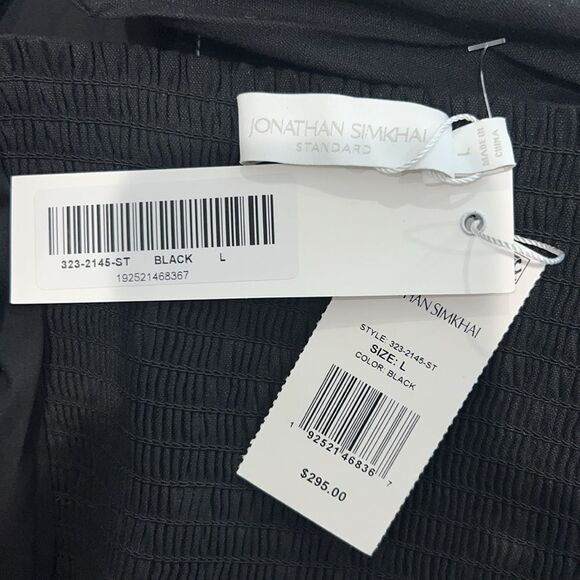 JONATHAN SIMKHAI
STANDARD
L
MADE IN
CHINA
323-2145-ST BLACK L
192521468367
SIMKHAI
STYLE: 323-2145-ST
SIZE: L
COLOR: BLACK
1 92521 46836 7
$295.00